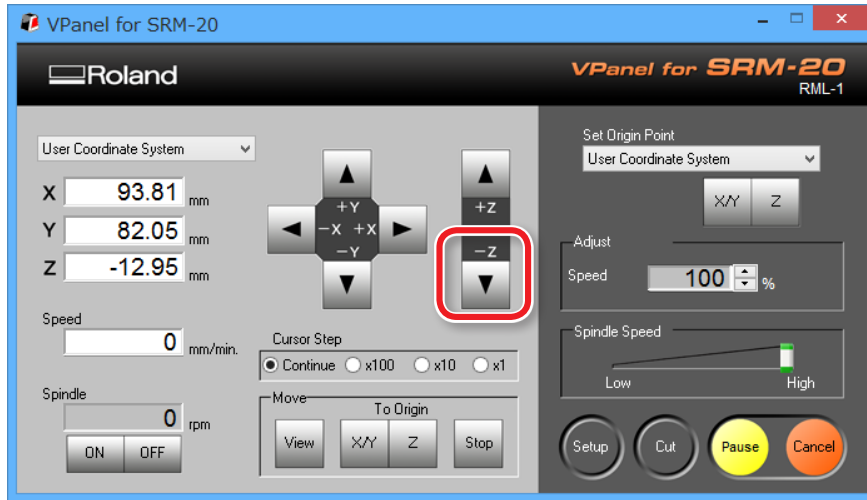 VPanel for SRM-20
Roland
VPanel for SRM-20
RML-1
User Coordinate System
X 93.81 mm
Y 82.05 mm
Z -12.95 mm
Speed
0 mm/min.
Spindle
0 rpm
ON OFF
+Y
-X +X
-Y
+Z
-Z
Cursor Step
Continue x100 x10 x1
Move
To Origin
View X/Y Z Stop
Set Origin Point
User Coordinate System
X/Y Z
Adjust
Speed 100 %
Spindle Speed
Low High
Setup Cut Pause Cancel